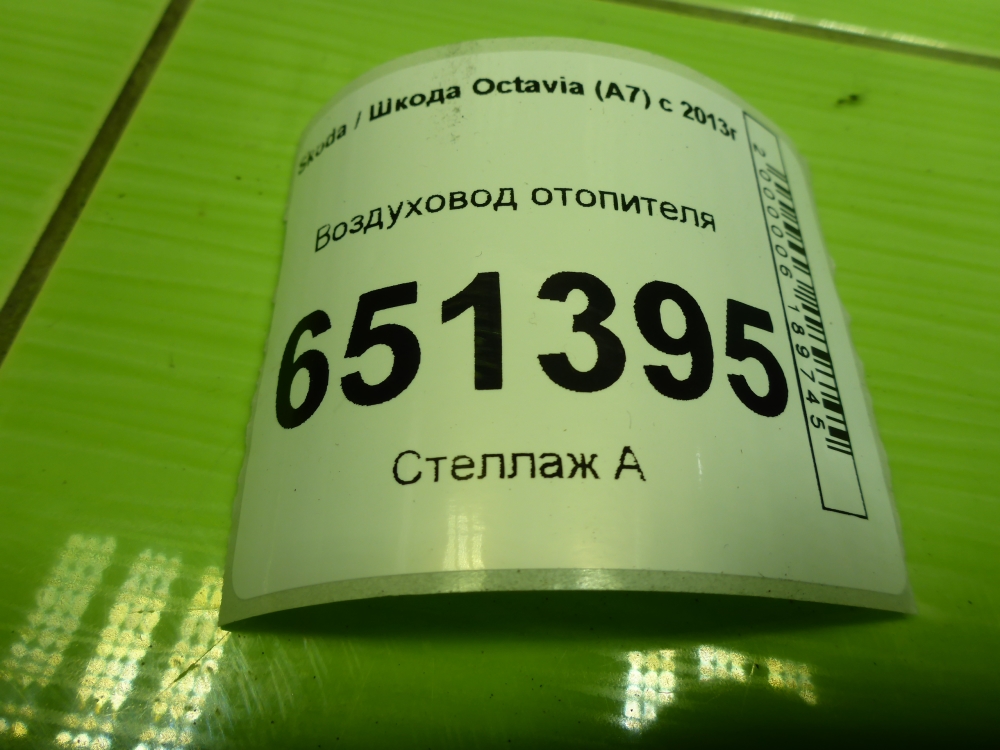 Skoda / Шкода Octavia (A7) с 2013г
Воздуховод отопителя
651395
Стеллаж А
2000006189745